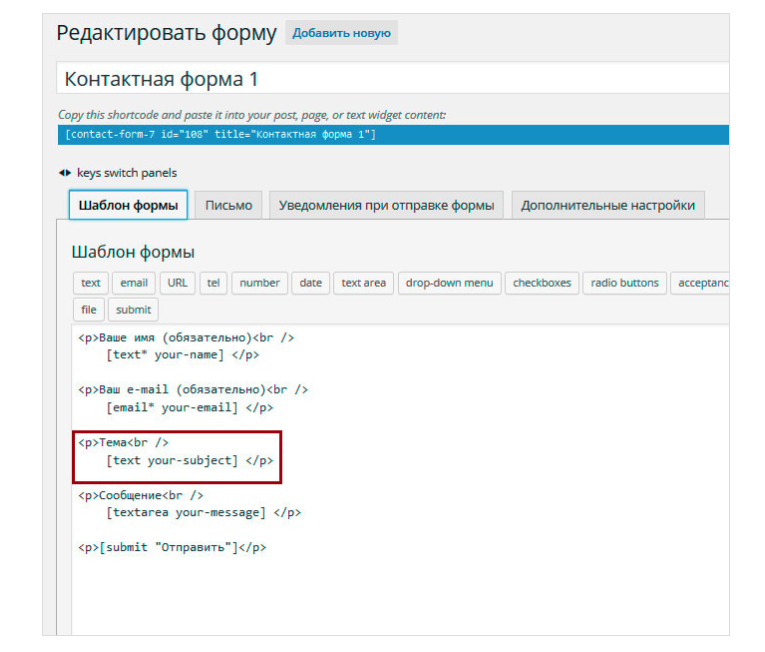 Редактировать форму Добавить новую
Контактная форма 1
Copy this shortcode and paste it into your post, page, or text widget content:
[contact-form-7 id="108" title="Контактная форма 1"]
keys switch panels
Шаблон формы Письмо Уведомления при отправке формы Дополнительные настройки
Шаблон формы
text email URL tel number date text area drop-down menu checkboxes radio buttons acceptanc
file submit
<p>Ваше имя (обязательно)<br />
[text* your-name] </p>
<p>Ваш e-mail (обязательно)<br />
[email* your-email] </p>
<p>Тема<br />
[text your-subject] </p>
<p>Сообщение<br />
[textarea your-message] </p>
<p>[submit "Отправить"]</p>